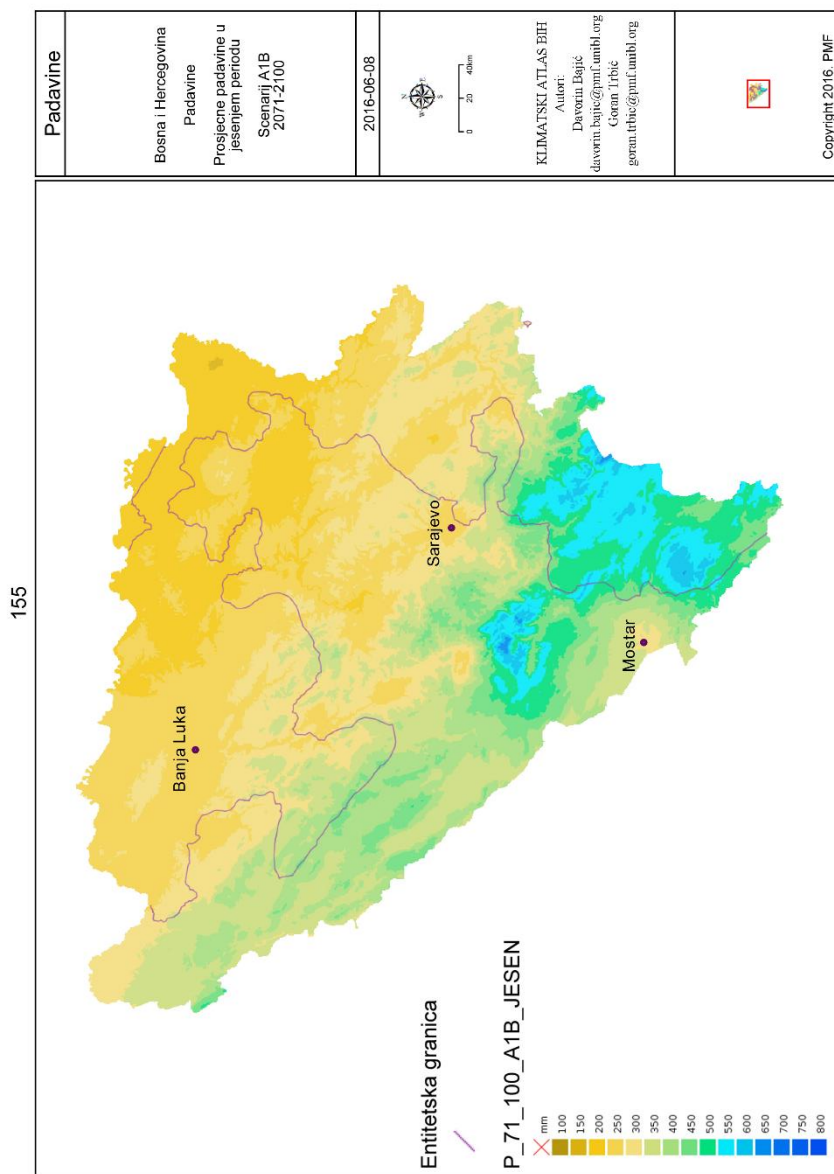 155
Padavine
Bosna i Hercegovina
Padavine
Prosjecne padavine u
jesenjem periodu
Scenarij A1B
2071-2100
2016-06-08
N
W
E
S
0 20 40km
KLIMATSKI ATLAS BIH
Autori:
Davorin Bajić
davorin.bajic@pmf.unibl.org
Goran Trbić
goran.trbic@pmf.unibl.org
Copyright 2016. PMF
Banja Luka
Sarajevo
Mostar
Entitetska granica
P_71_100_A1B_JESEN
mm
100
150
200
250
300
350
400
450
500
550
600
650
700
750
800